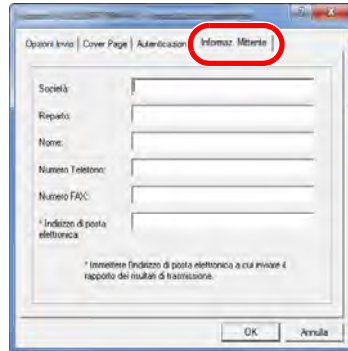 Opzioni Invio Cover Page Autenticazion Informaz. Mittente
Società:
Reparto:
Nome:
Numero Telefono:
Numero FAX:
* Indirizzo di posta
elettronica:
* Immettere l'indirizzo di posta elettronica a cui inviare il
rapporto dei risultati di trasmissione.
OK Annulla